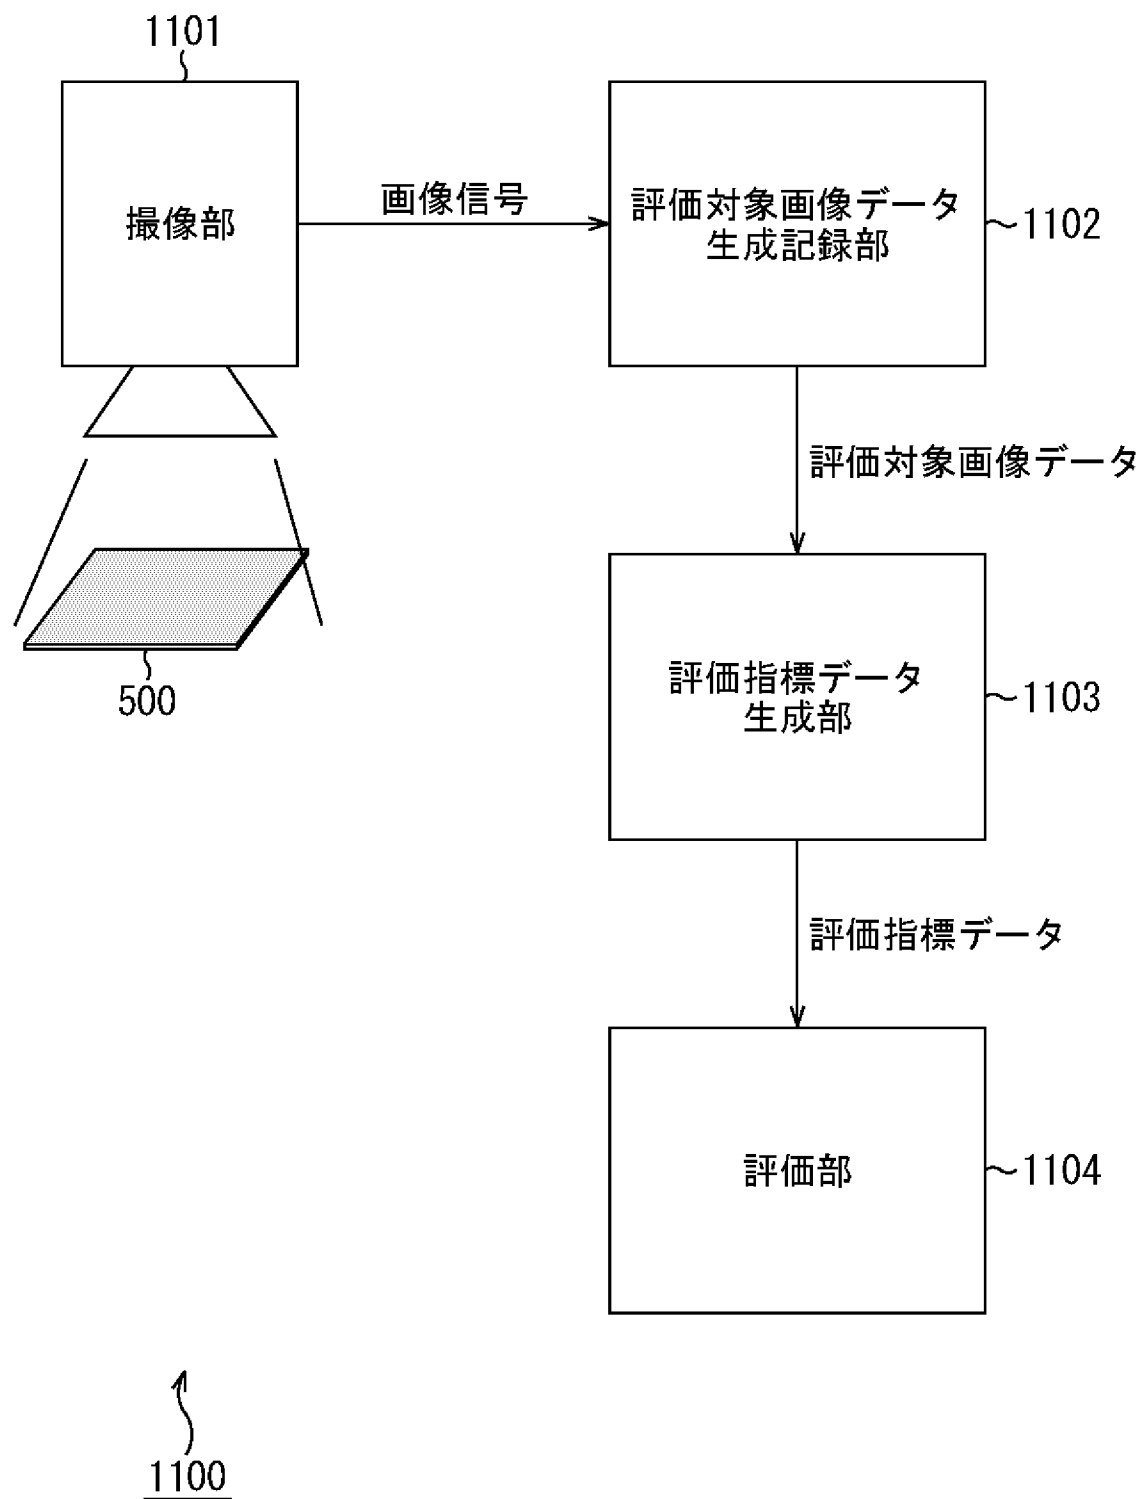 1101
撮像部
画像信号
評価対象画像データ
生成記録部
1102
評価対象画像データ
500
評価指標データ
生成部
1103
評価指標データ
評価部
1104
1100